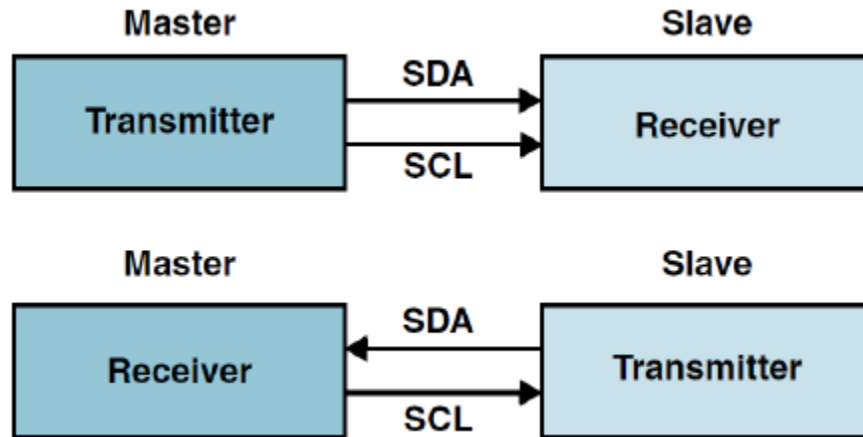 Master Slave
SDA
Transmitter Receiver
SCL
Master Slave
SDA
Receiver Transmitter
SCL